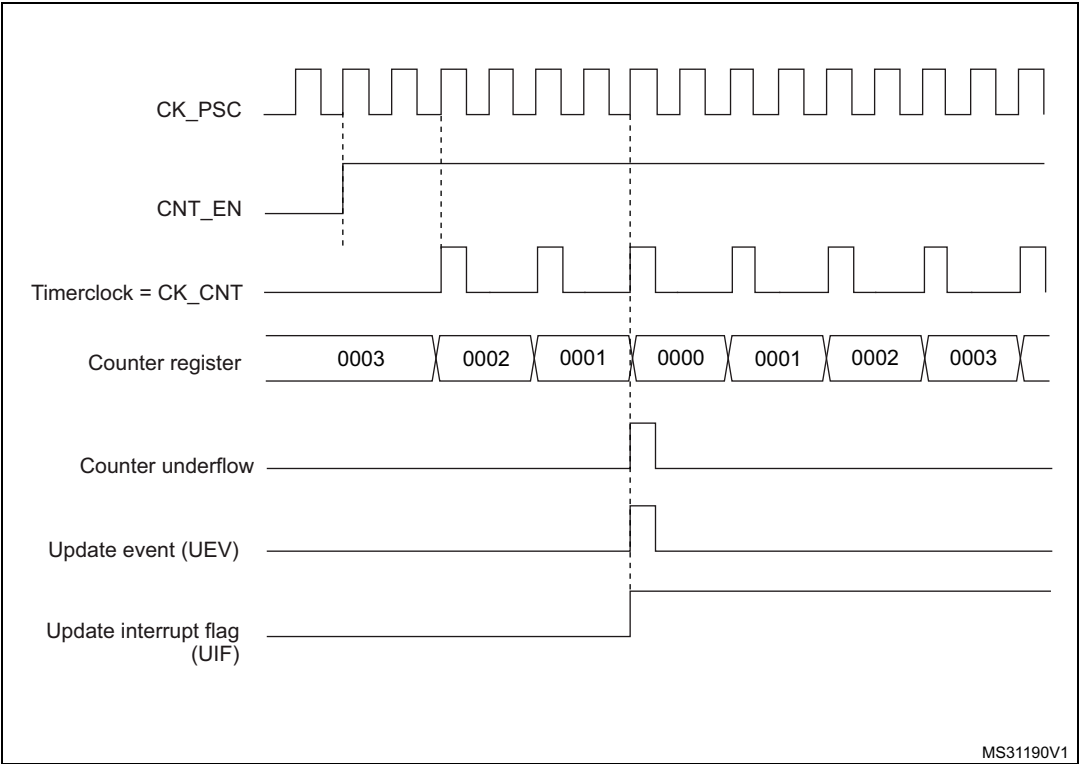 CK_PSC
CNT_EN
Timerclock = CK_CNT
Counter register
0003 0002 0001 0000 0001 0002 0003
Counter underflow
Update event (UEV)
Update interrupt flag
(UIF)
MS31190V1